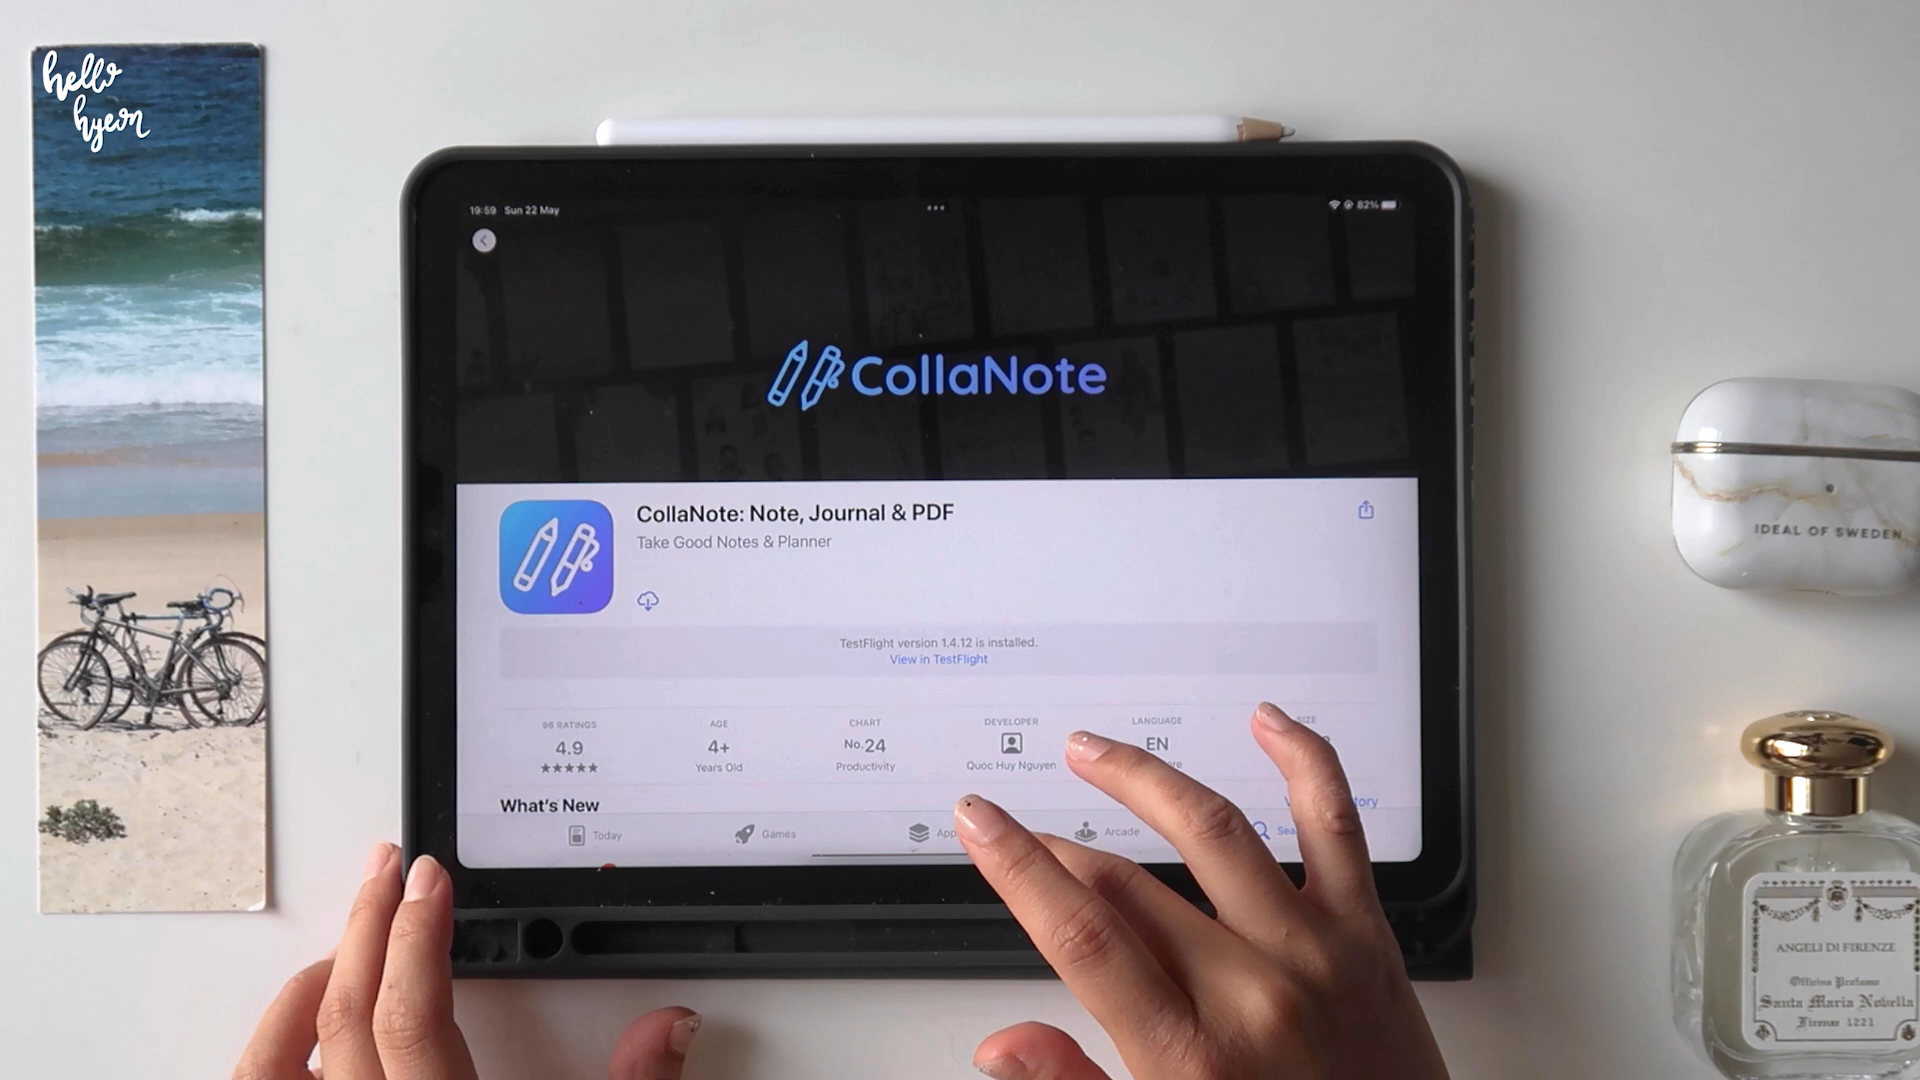 hello
hyeon
19:59 Sun 22 May
82%
CollaNote
CollaNote: Note, Journal & PDF
Take Good Notes & Planner
TestFlight version 1.4.12 is installed.
View in TestFlight
96 RATINGS
4.9
AGE
4+
Years Old
CHART
No.24
Productivity
DEVELOPER
Quoc Huy Nguyen
LANGUAGE
EN
SIZE
What's New
Today
Games
Arcade
IDEAL OF SWEDEN
ANGELI DI FIRENZE
Officina Profumo
Santa Maria Novella
Firenze 1221